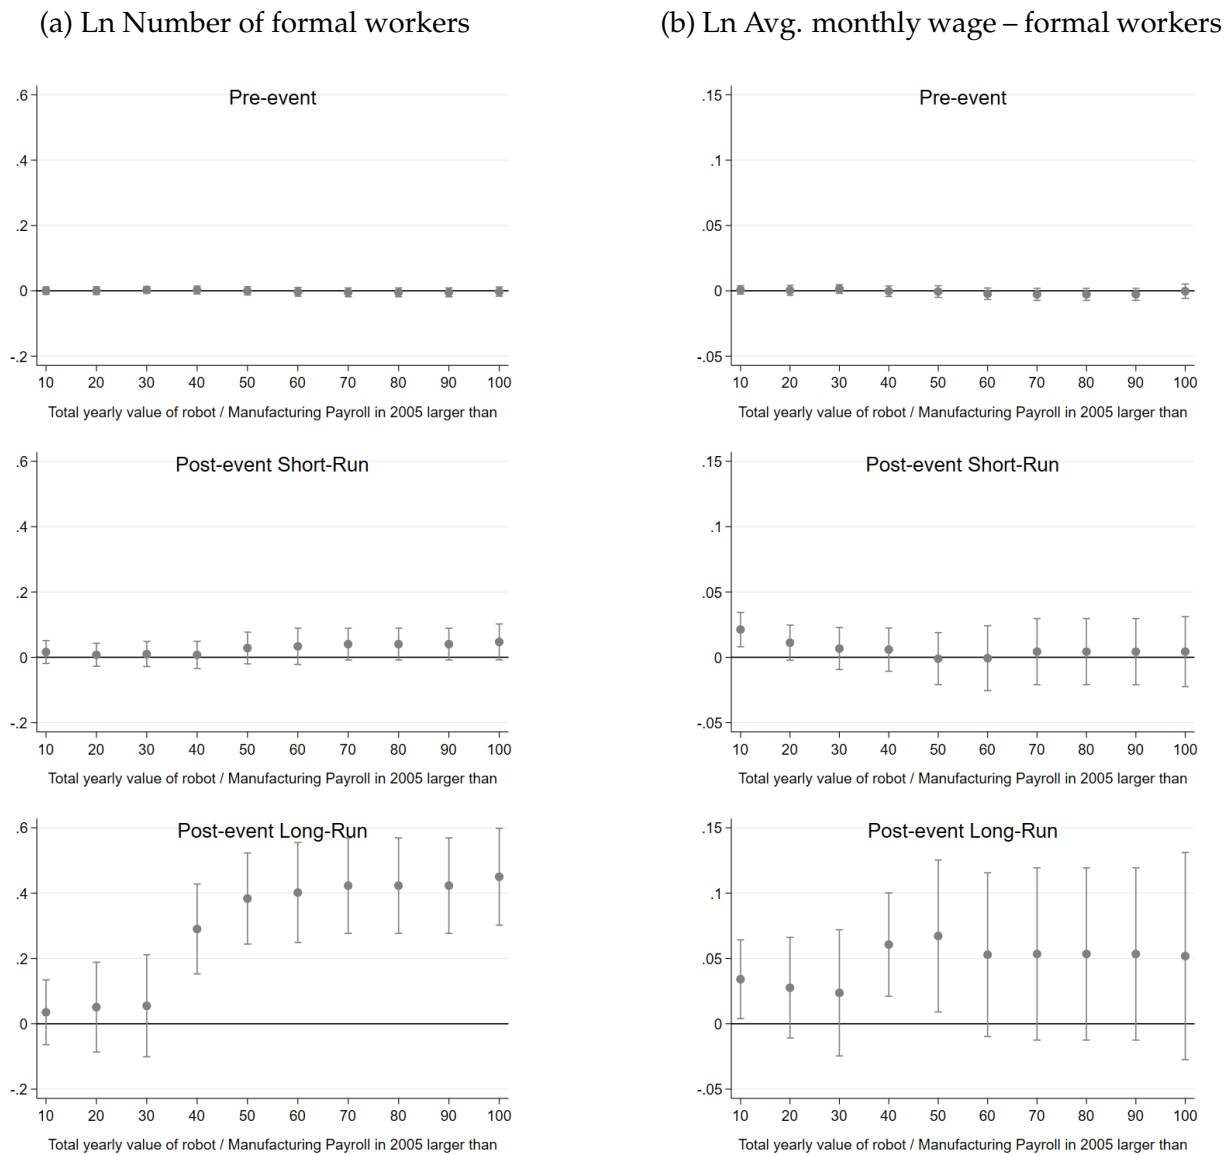 (a) Ln Number of formal workers
(b) Ln Avg. monthly wage – formal workers
Pre-event
.6
.4
.2
0
-.2
10 20 30 40 50 60 70 80 90 100
Total yearly value of robot / Manufacturing Payroll in 2005 larger than
Pre-event
.15
.1
.05
0
-.05
10 20 30 40 50 60 70 80 90 100
Total yearly value of robot / Manufacturing Payroll in 2005 larger than
Post-event Short-Run
.6
.4
.2
0
-.2
10 20 30 40 50 60 70 80 90 100
Total yearly value of robot / Manufacturing Payroll in 2005 larger than
Post-event Short-Run
.15
.1
.05
0
-.05
10 20 30 40 50 60 70 80 90 100
Total yearly value of robot / Manufacturing Payroll in 2005 larger than
Post-event Long-Run
.6
.4
.2
0
-.2
10 20 30 40 50 60 70 80 90 100
Total yearly value of robot / Manufacturing Payroll in 2005 larger than
Post-event Long-Run
.15
.1
.05
0
-.05
10 20 30 40 50 60 70 80 90 100
Total yearly value of robot / Manufacturing Payroll in 2005 larger than